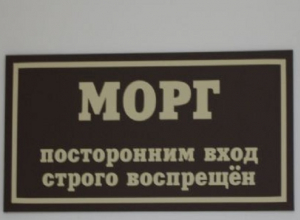 МОРГ
посторонним вход
строго воспрещён